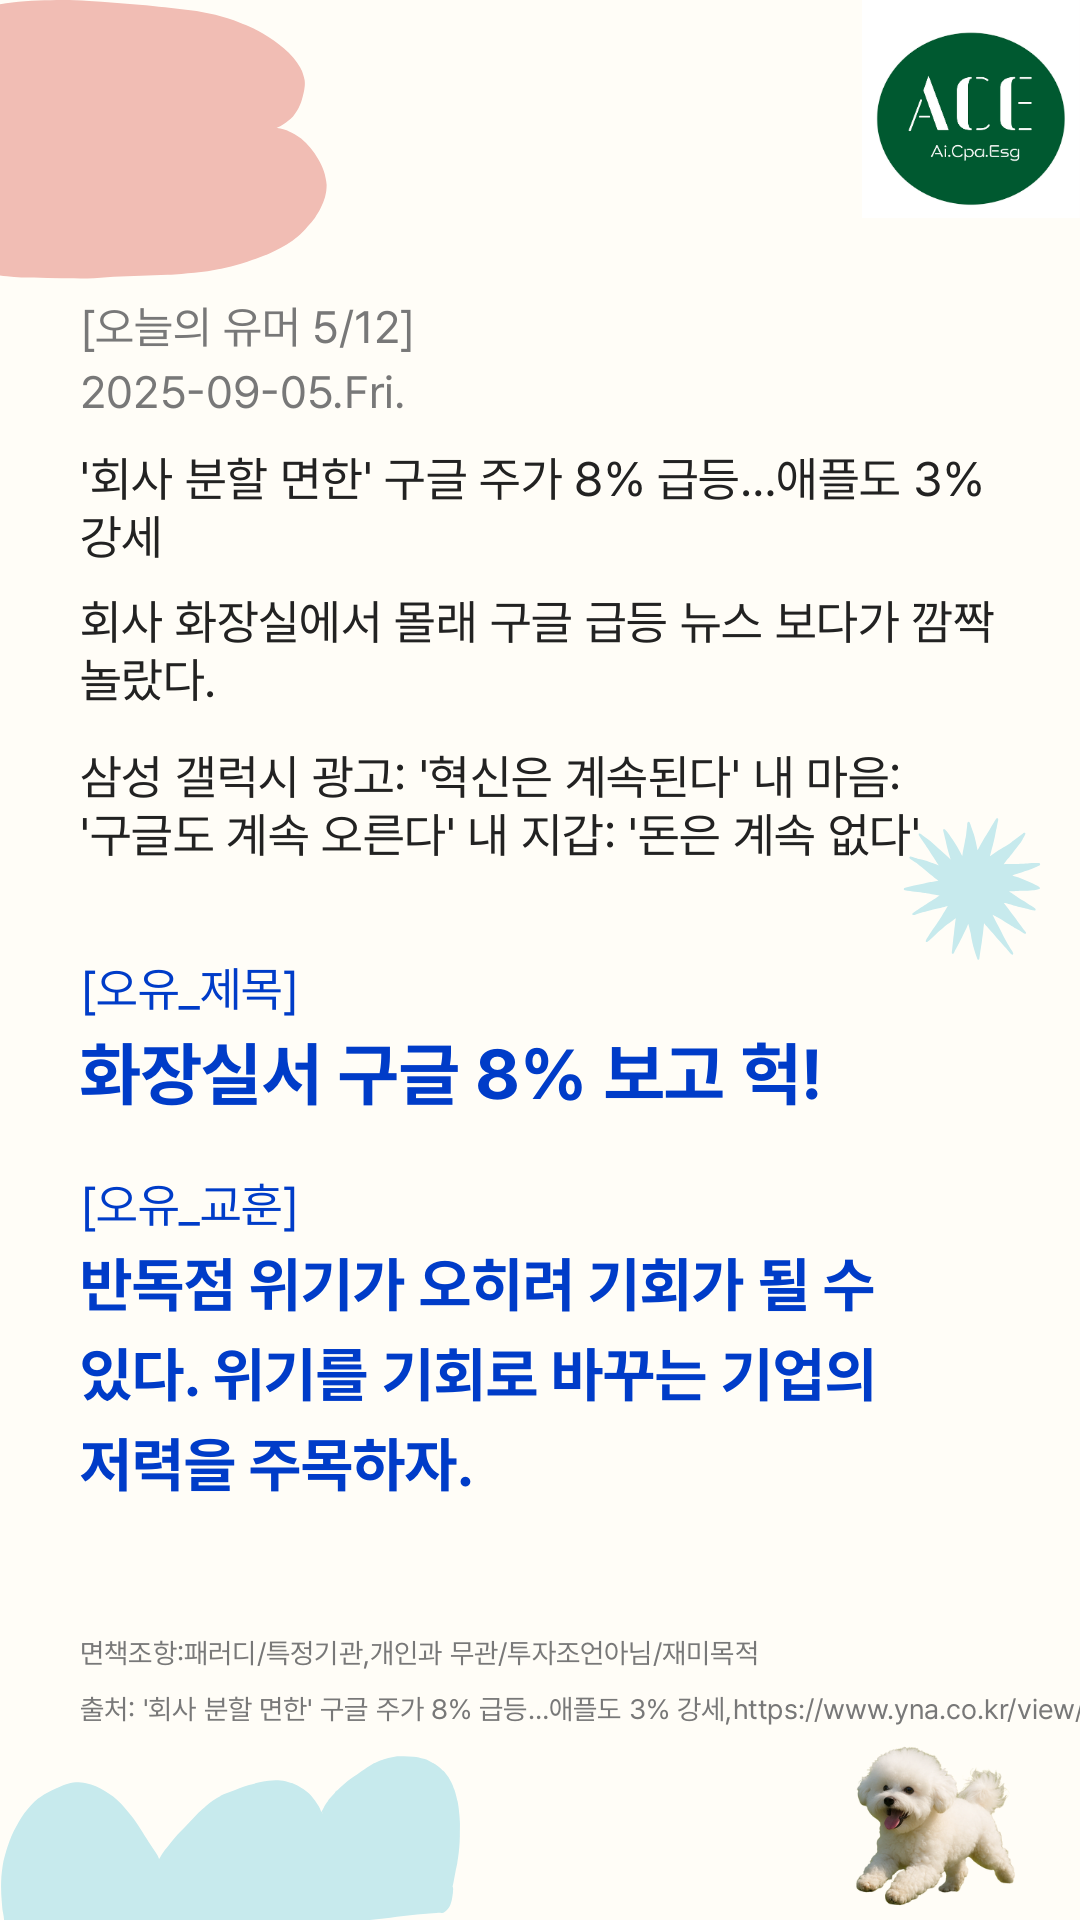 ACE
Ai.Cpa.Esg
[오늘의 유머 5/12]
2025-09-05.Fri.
'회사 분할 면한' 구글 주가 8% 급등...애플도 3%
강세
회사 화장실에서 몰래 구글 급등 뉴스 보다가 깜짝
놀랐다.
삼성 갤럭시 광고: '혁신은 계속된다' 내 마음:
'구글도 계속 오른다' 내 지갑: '돈은 계속 없다'
[오유_제목]
화장실서 구글 8% 보고 헉!
[오유_교훈]
반독점 위기가 오히려 기회가 될 수
있다. 위기를 기회로 바꾸는 기업의
저력을 주목하자.
면책조항:패러디/특정기관,개인과 무관/투자조언아님/재미목적
출처: '회사 분할 면한' 구글 주가 8% 급등...애플도 3% 강세,https://www.yna.co.kr/view/